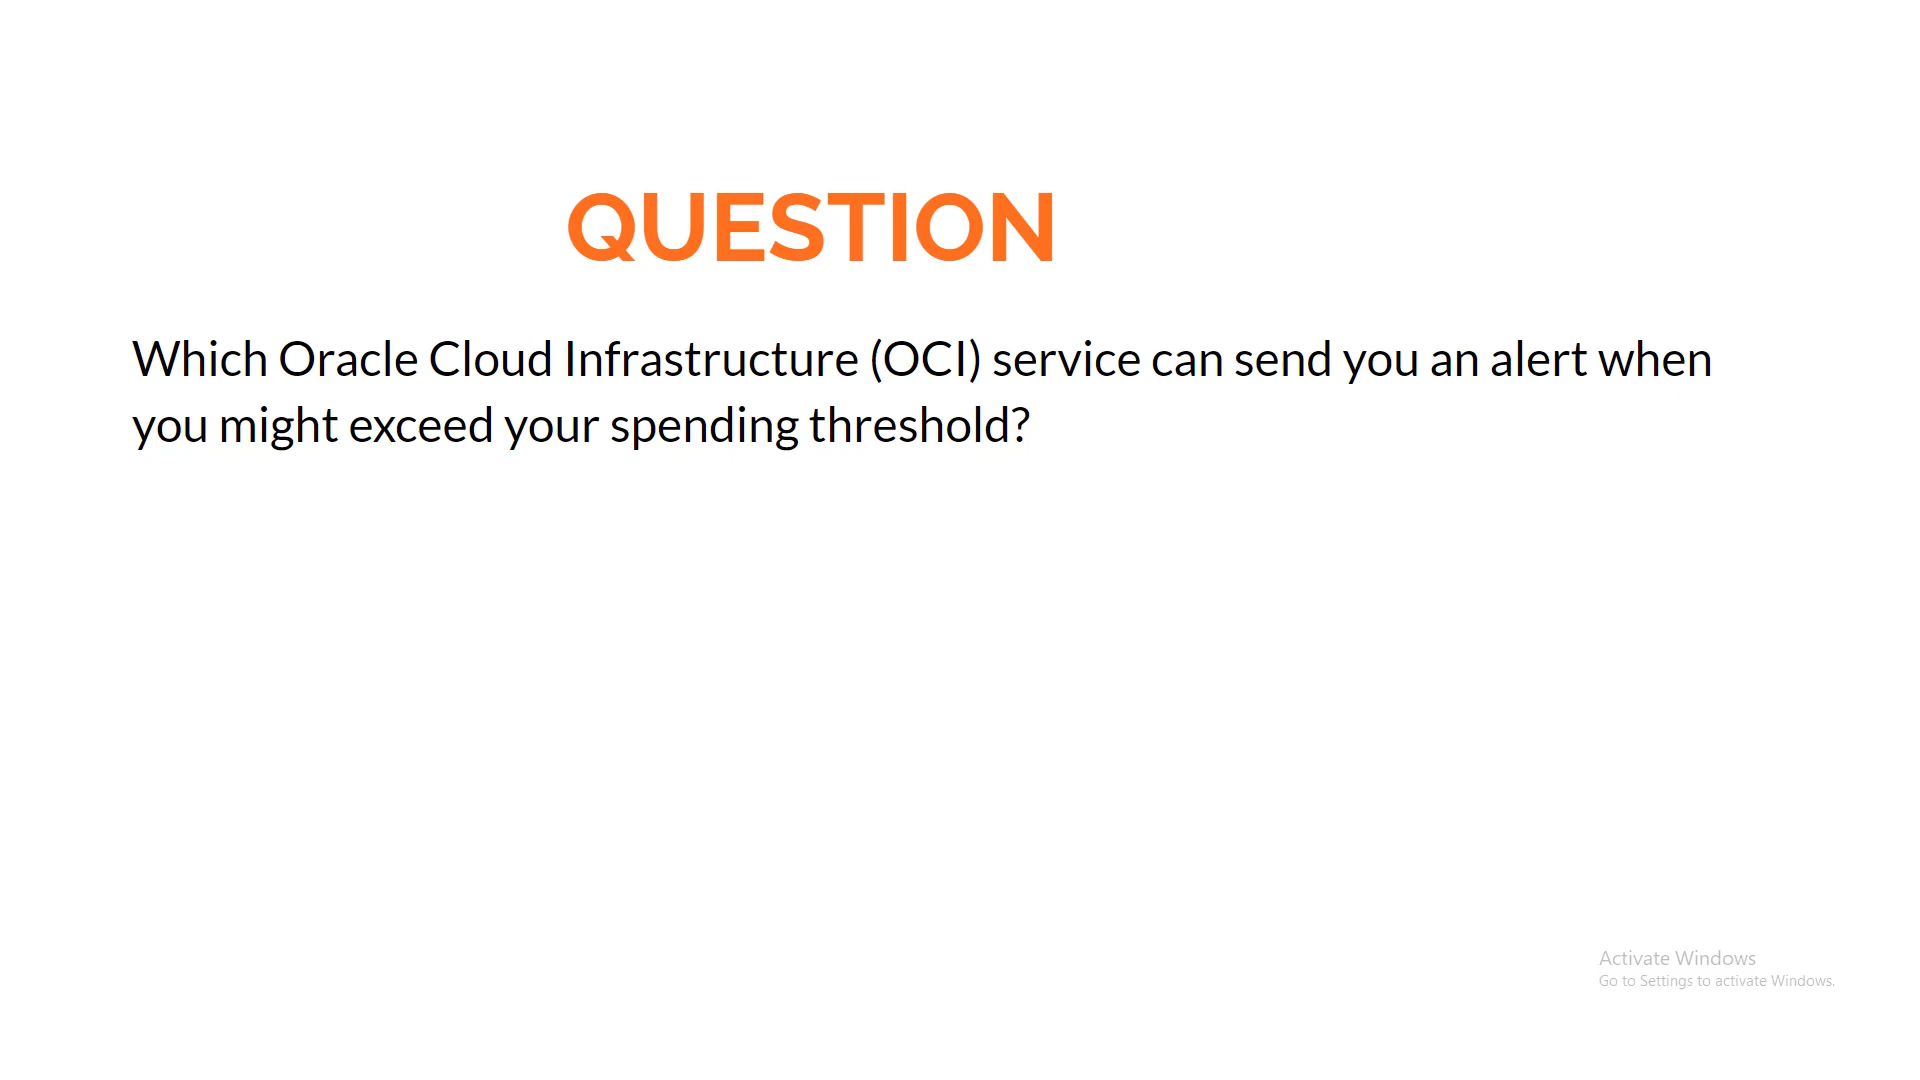 QUESTION
Which Oracle Cloud Infrastructure (OCI) service can send you an alert when
you might exceed your spending threshold?
Activate Windows
Go to Settings to activate Windows.